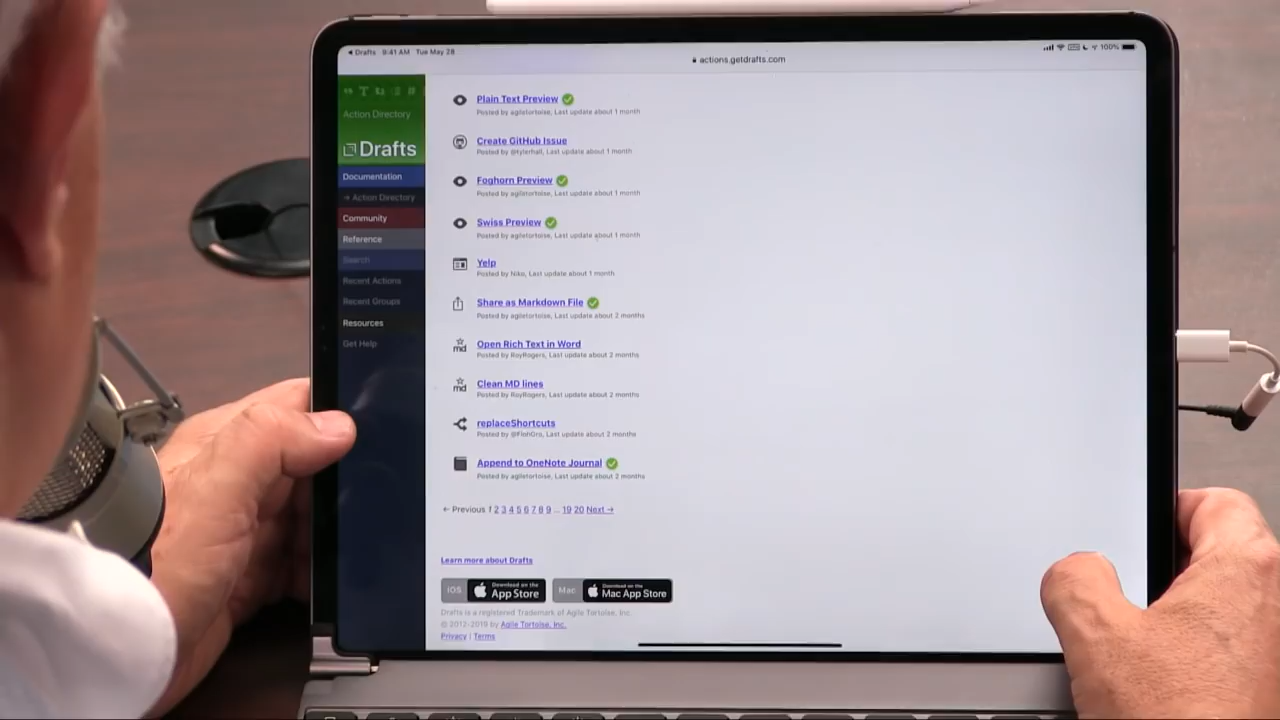 Drafts 9:41 AM Tue May 28
100%
actions.getdrafts.com
Action Directory
Drafts
Documentation
→ Action Directory
Community
Reference
Search
Recent Actions
Recent Groups
Resources
Get Help
Plain Text Preview
Posted by agiletortoise, Last update about 1 month
Create GitHub Issue
Posted by @tylerhall, Last update about 1 month
Foghorn Preview
Posted by agiletortoise, Last update about 1 month
Swiss Preview
Posted by agiletortoise, Last update about 1 month
Yelp
Posted by Niko, Last update about 1 month
Share as Markdown File
Posted by agiletortoise, Last update about 2 months
md
Open Rich Text in Word
Posted by RoyRogers, Last update about 2 months
md
Clean MD lines
Posted by RoyRogers, Last update about 2 months
replaceShortcuts
Posted by @FishGro, Last update about 2 months
Append to OneNote Journal
Posted by agiletortoise, Last update about 2 months
← Previous 1 2 3 4 5 6 7 8 9 … 19 20 Next →
Learn more about Drafts
iOS Download on the App Store Mac Download on the Mac App Store
Drafts is a registered Trademark of Agile Tortoise, Inc.
© 2012-2019 by Agile Tortoise, Inc.
Privacy | Terms